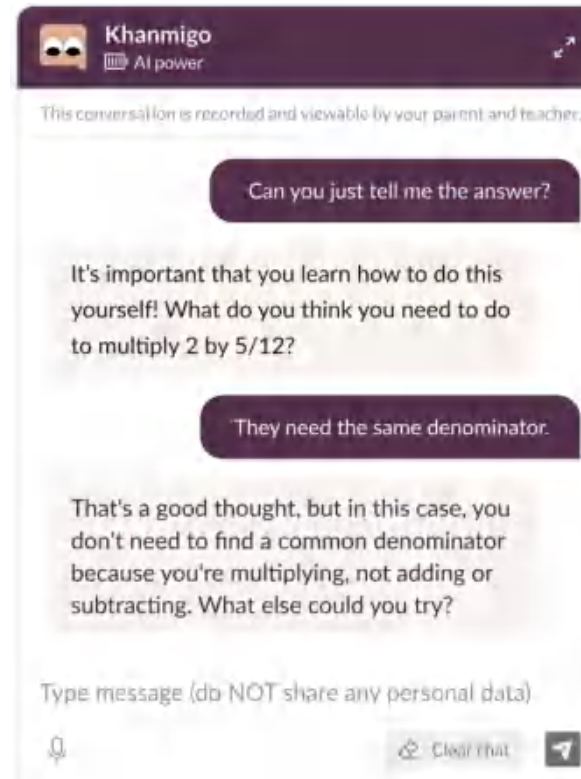 Khanmigo
AI power
This conversation is recorded and viewable by your parent and teacher.
Can you just tell me the answer?
It's important that you learn how to do this
yourself! What do you think you need to do
to multiply 2 by 5/12?
They need the same denominator.
That's a good thought, but in this case, you
don't need to find a common denominator
because you're multiplying, not adding or
subtracting. What else could you try?
Type message (do NOT share any personal data)
Clear chat